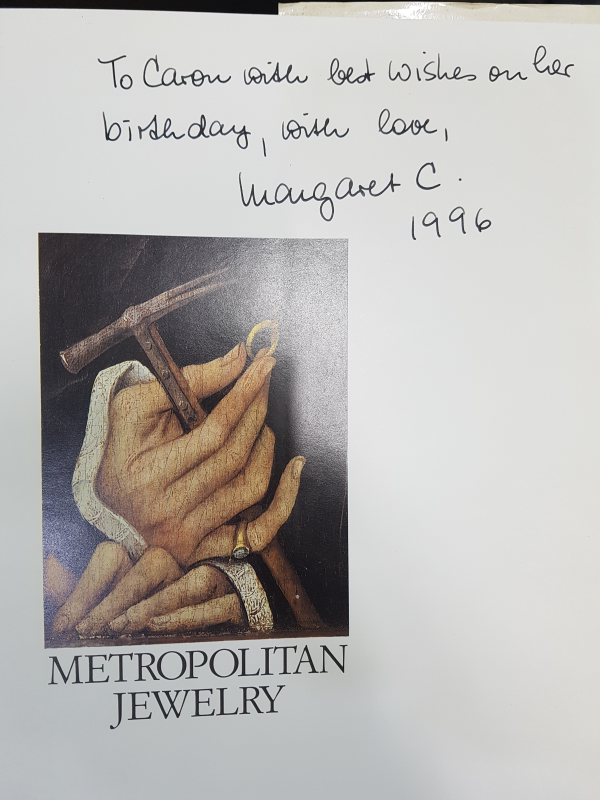 To Caron with best wishes on her
birthday, with love,
Margaret C.
1996
METROPOLITAN
JEWELRY